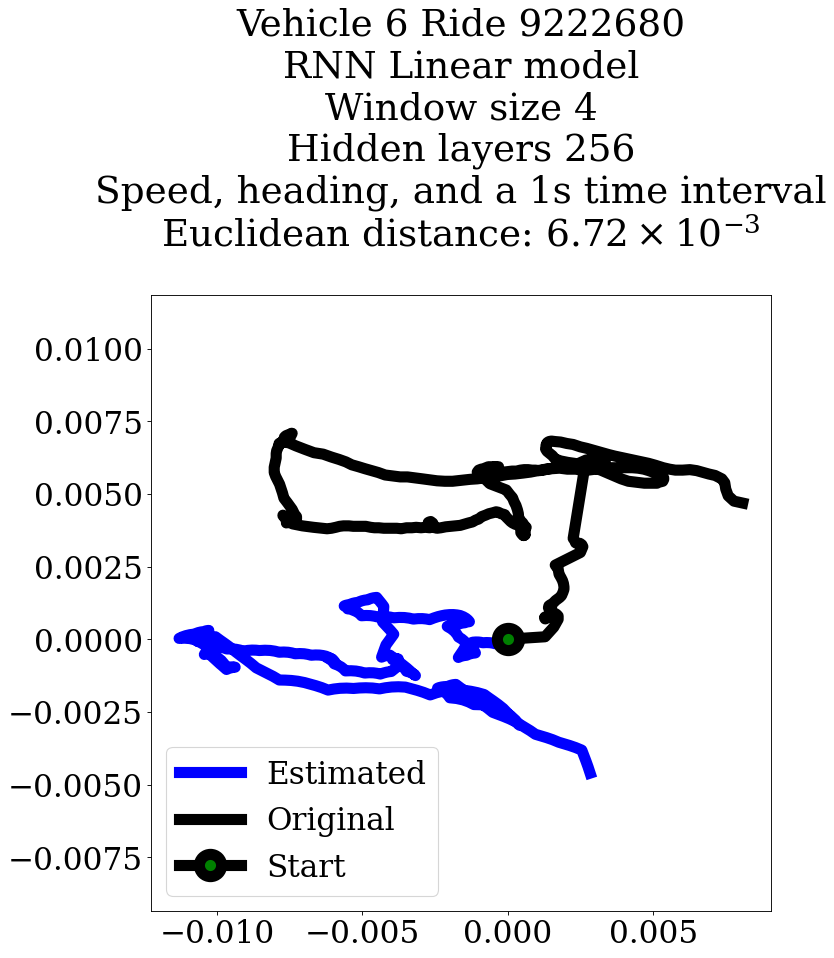 Vehicle 6 Ride 9222680
RNN Linear model
Window size 4
Hidden layers 256
Speed, heading, and a 1s time interval
Euclidean distance: 6.72 × 10⁻³
0.0100
0.0075
0.0050
0.0025
0.0000
−0.0025
−0.0050
−0.0075
Estimated
Original
Start
−0.010 −0.005 0.000 0.005